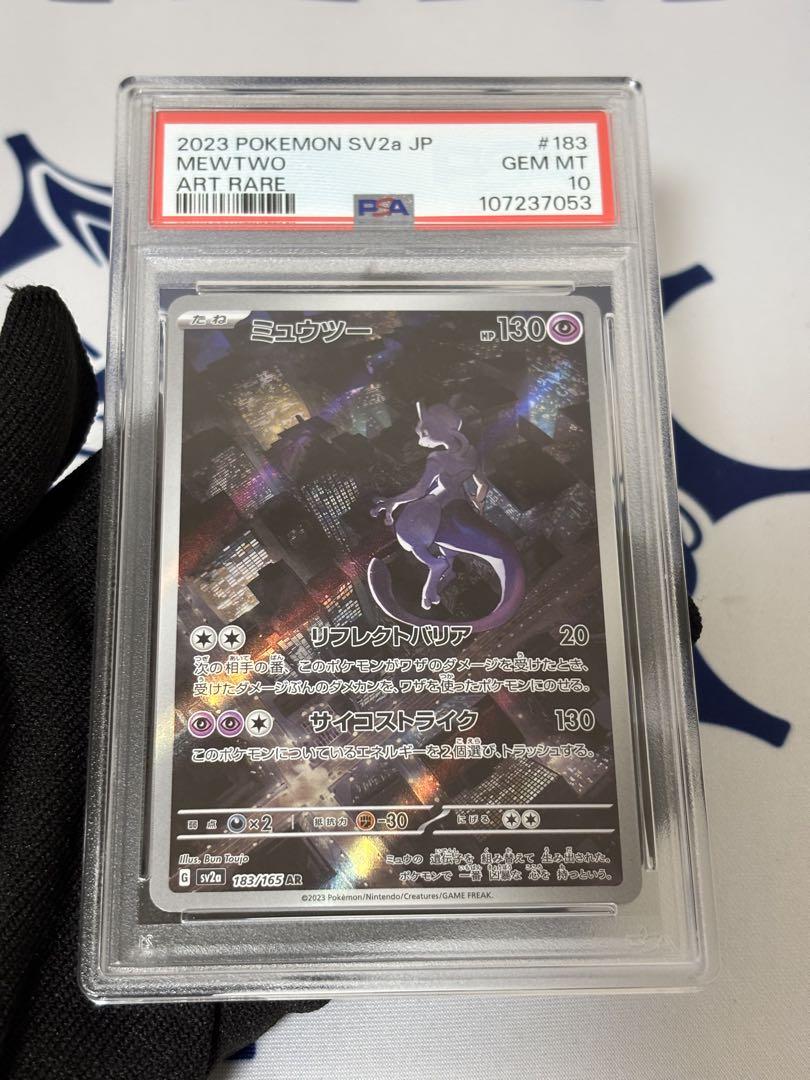 2023 POKEMON SV2a JP #183
MEWTWO GEM MT
ART RARE 10
PSA 107237053
たね ミュウツー HP130
リフレクトバリア 20
次の相手の番、このポケモンがワザのダメージを受けたとき、
受けたダメージぶんのダメカンを、ワザを使ったポケモンにのせる。
サイコストライク 130
このポケモンについているエネルギーを2個選び、トラッシュする。
弱点 ×2 抵抗力 -30 にげる
Illus. Bun Toujo
ミュウの 遺伝子を 組み替えて 生み出された。
ポケモンで 一番 凶暴な 心を 持つという。
G sv2a 183/165 AR
©2023 Pokémon/Nintendo/Creatures/GAME FREAK.